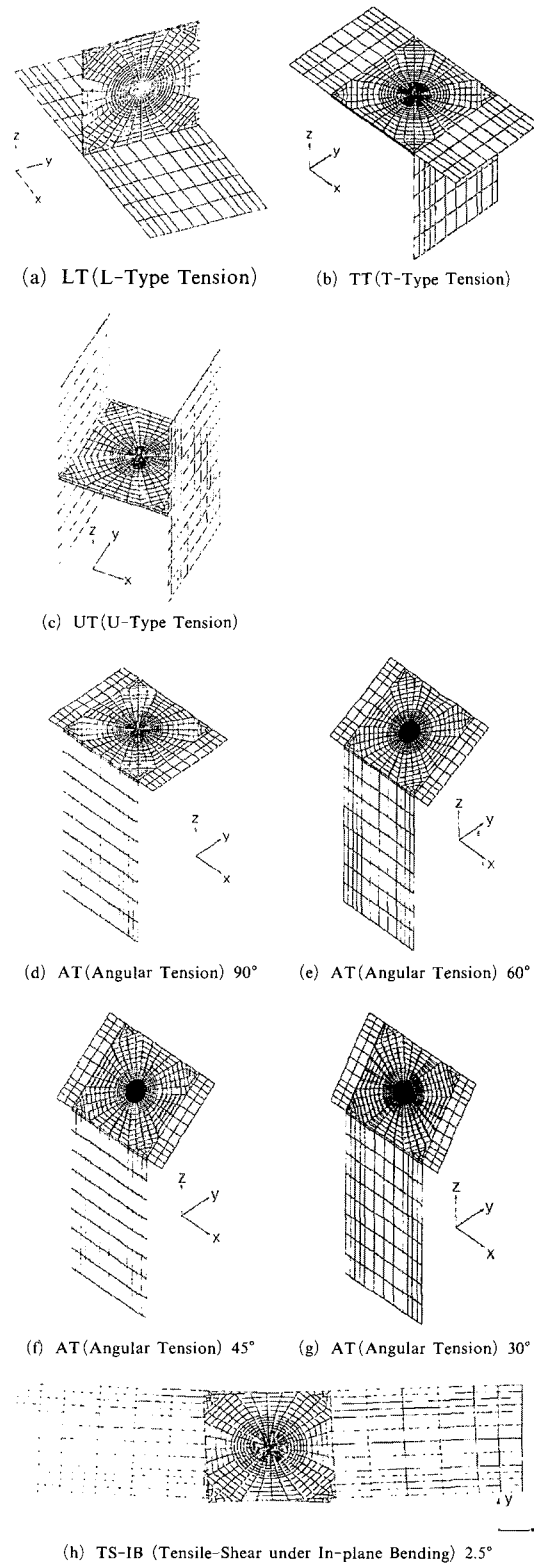 z
y
x
z
y
x
(a) LT(L-Type Tension)
(b) TT(T-Type Tension)
z
y
x
(c) UT(U-Type Tension)
z
y
x
z
y
x
(d) AT(Angular Tension) 90°
(e) AT(Angular Tension) 60°
z
y
x
z
y
x
(f) AT(Angular Tension) 45°
(g) AT(Angular Tension) 30°
y
(h) TS-IB (Tensile-Shear under In-plane Bending) 2.5°